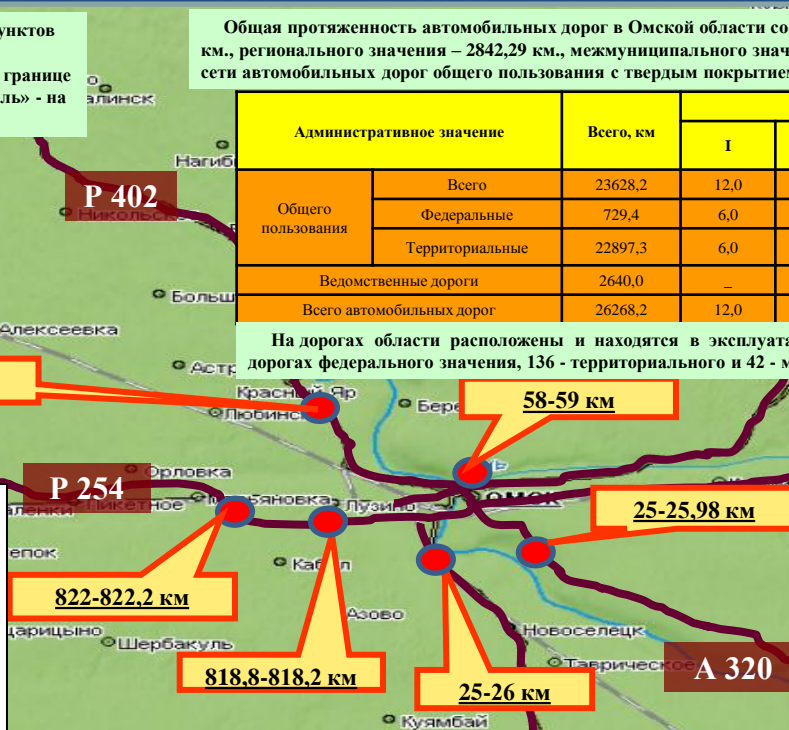 унктов
границе
ль» - на
Общая протяженность автомобильных дорог в Омской области со
км., регионального значения – 2842,29 км., межмуниципального знач
сети автомобильных дорог общего пользования с твердым покрытием
Административное значение
Всего, км
I
Общего пользования
Всего 23628,2 12,0
Федеральные 729,4 6,0
Территориальные 22897,3 6,0
Ведомственные дороги 2640,0 _
Всего автомобильных дорог 26268,2 12,0
На дорогах области расположены и находятся в эксплуата
дорогах федерального значения, 136 - территориального и 42 - м
алинск
Нагиб
Р 402
Никольск
Больш
Алексеевка
Астр
Красный Яр
Любинс
Бере
58-59 км
Орловка
Р 254
Пикетное
Лузино
Омск
25-25,98 км
епок
822-822,2 км
Азово
царицыно
Шербакуль
Новоселецк
Таврическое
А 320
818,8-818,2 км
25-26 км
Куямбай